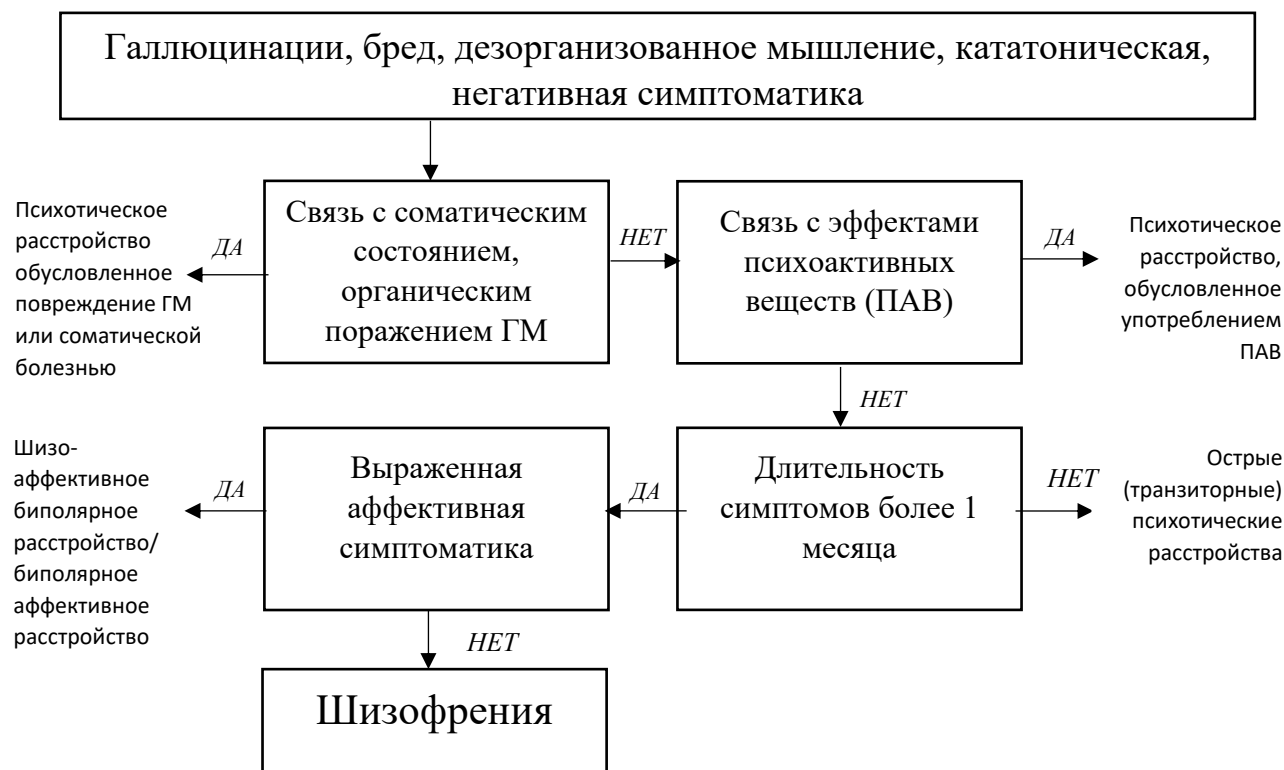 Галлюцинации, бред, дезорганизованное мышление, кататоническая,
негативная симптоматика
Психотическое
расстройство
обусловленное
повреждение ГМ
или соматической
болезнью
ДА
Связь с соматическим
состоянием,
органическим
поражением ГМ
НЕТ
Связь с эффектами
психоактивных
веществ (ПАВ)
ДА
Психотическое
расстройство,
обусловленное
употреблением
ПАВ
НЕТ
Шизо-
аффективное
биполярное
расстройство/
биполярное
аффективное
расстройство
ДА
Выраженная
аффективная
симптоматика
ДА
Длительность
симптомов более 1
месяца
НЕТ
Острые
(транзиторные)
психотические
расстройства
НЕТ
Шизофрения